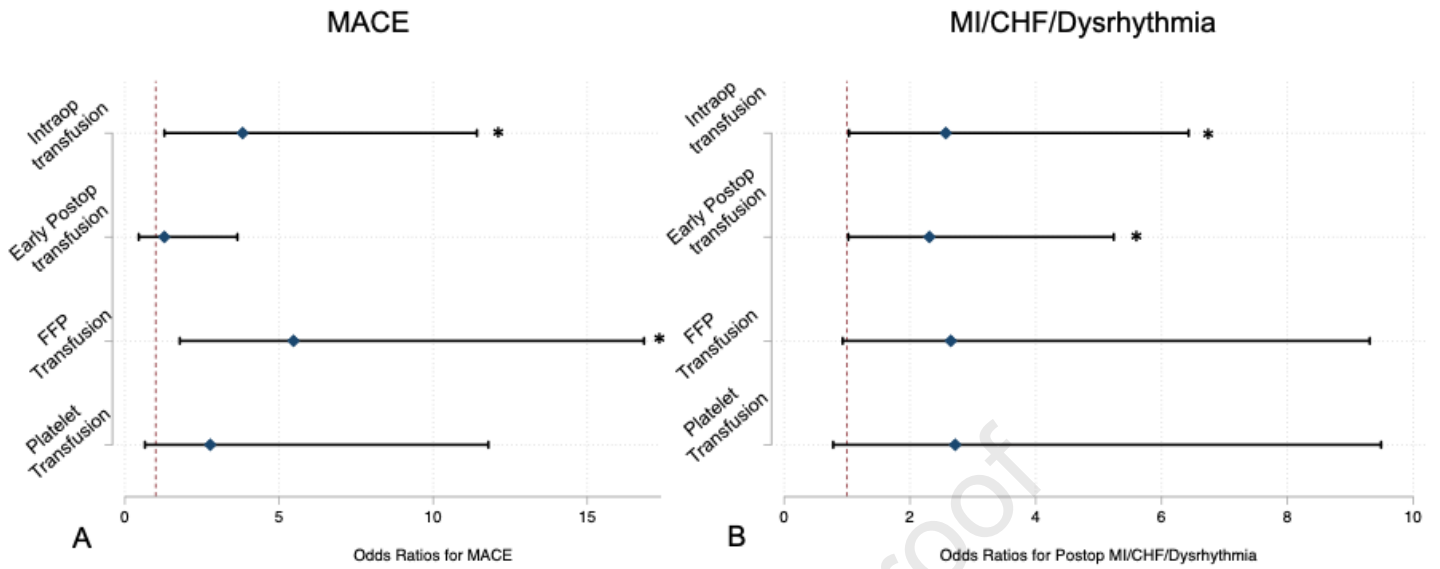 MACE
Intraop
transfusion
*
Early Postop
transfusion
FFP
Transfusion
*
Platelet
Transfusion
0
5
10
15
A
Odds Ratios for MACE
MI/CHF/Dysrhythmia
Intraop
transfusion
*
Early Postop
transfusion
*
FFP
Transfusion
Platelet
Transfusion
0
2
4
6
8
10
B
Odds Ratios for Postop MI/CHF/Dysrhythmia
roof